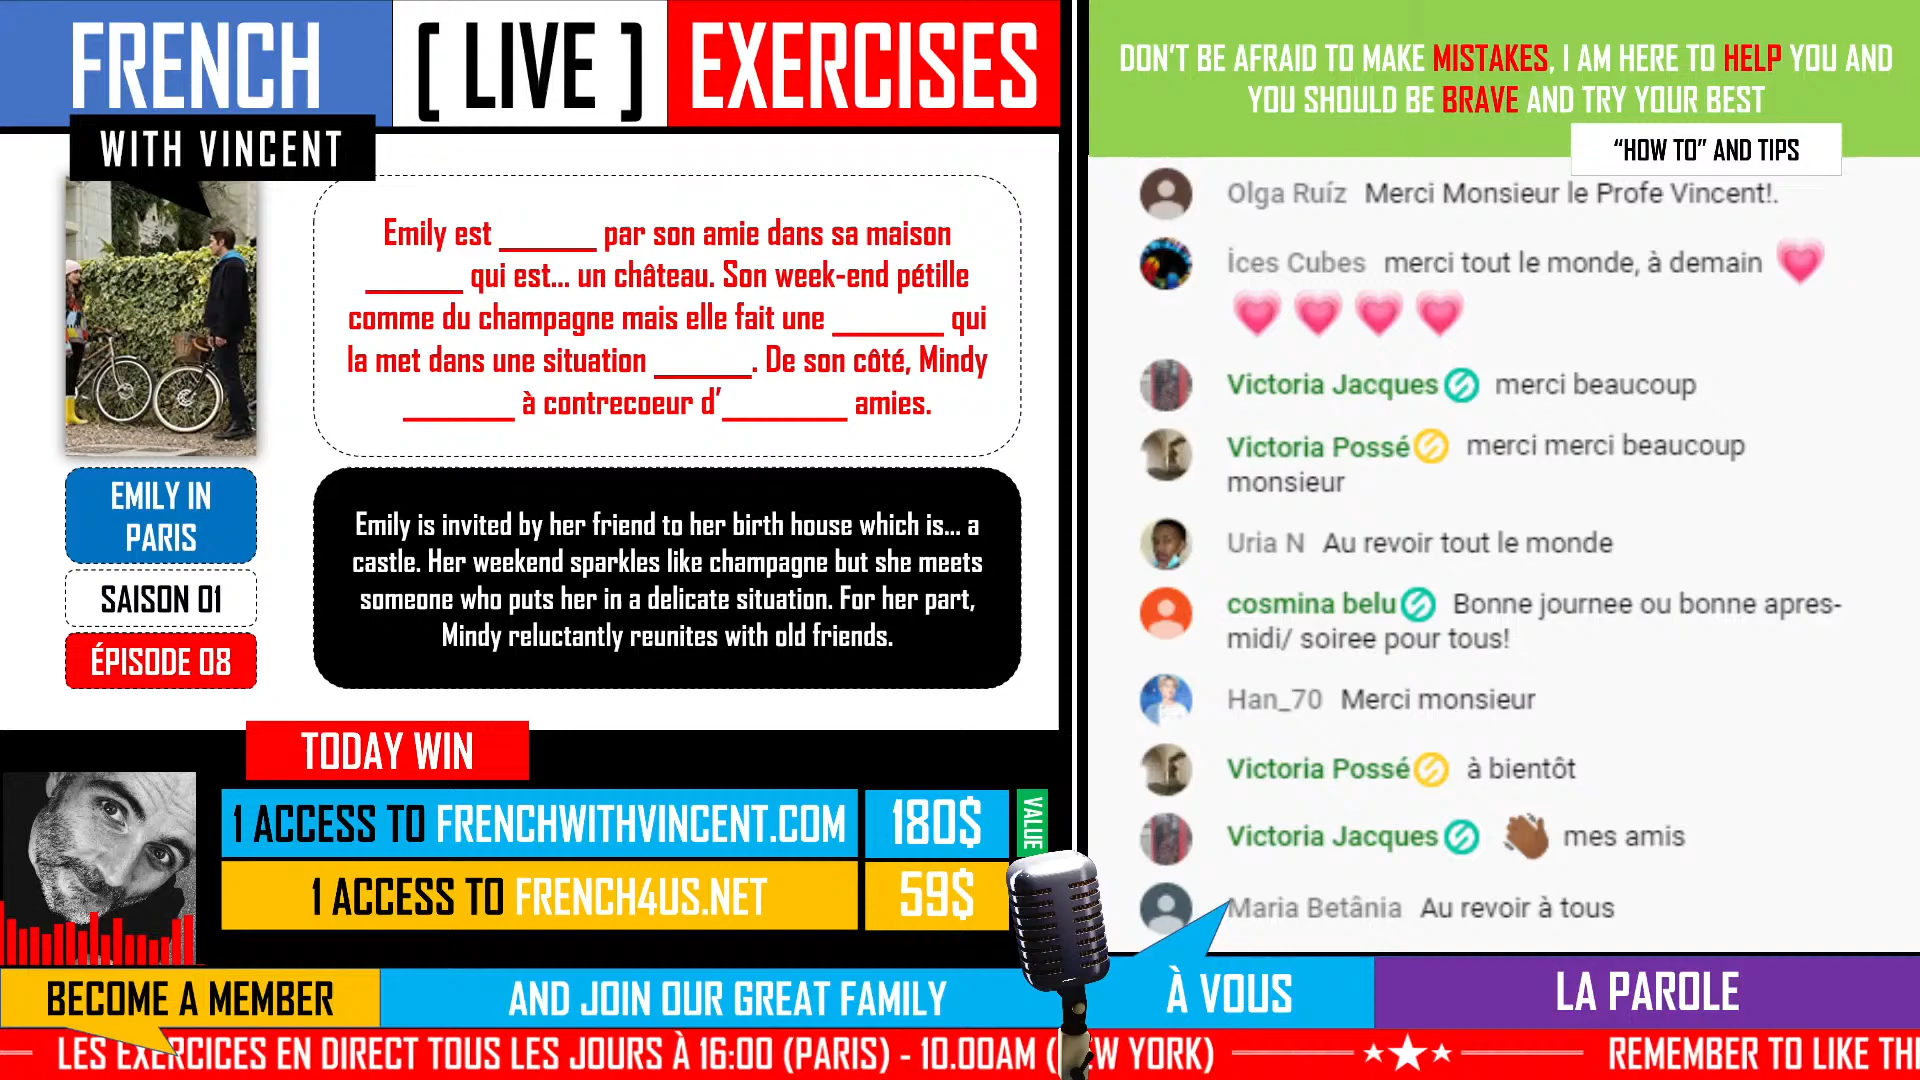 FRENCH [ LIVE ] EXERCISES
WITH VINCENT
Emily est _______ par son amie dans sa maison
_______ qui est... un château. Son week-end pétille
comme du champagne mais elle fait une ________ qui
la met dans une situation _______. De son côté, Mindy
________ à contrecoeur d'_________ amies.
EMILY IN
PARIS
SAISON 01
ÉPISODE 08
Emily is invited by her friend to her birth house which is... a
castle. Her weekend sparkles like champagne but she meets
someone who puts her in a delicate situation. For her part,
Mindy reluctantly reunites with old friends.
TODAY WIN
1 ACCESS TO FRENCHWITHVINCENT.COM 180$
VALUE
1 ACCESS TO FRENCH4US.NET 59$
DON'T BE AFRAID TO MAKE MISTAKES, I AM HERE TO HELP YOU AND
YOU SHOULD BE BRAVE AND TRY YOUR BEST
“HOW TO” AND TIPS
Olga Ruíz Merci Monsieur le Profe Vincent!.
İces Cubes merci tout le monde, à demain
Victoria Jacques merci beaucoup
Victoria Possé merci merci beaucoup
monsieur
Uria N Au revoir tout le monde
cosmina belu Bonne journee ou bonne apres-
midi/ soiree pour tous!
Han_70 Merci monsieur
Victoria Possé à bientôt
Victoria Jacques mes amis
Maria Betânia Au revoir à tous
BECOME A MEMBER AND JOIN OUR GREAT FAMILY
À VOUS LA PAROLE
LES EXERCICES EN DIRECT TOUS LES JOURS À 16:00 (PARIS) - 10.00AM (NEW YORK) REMEMBER TO LIKE